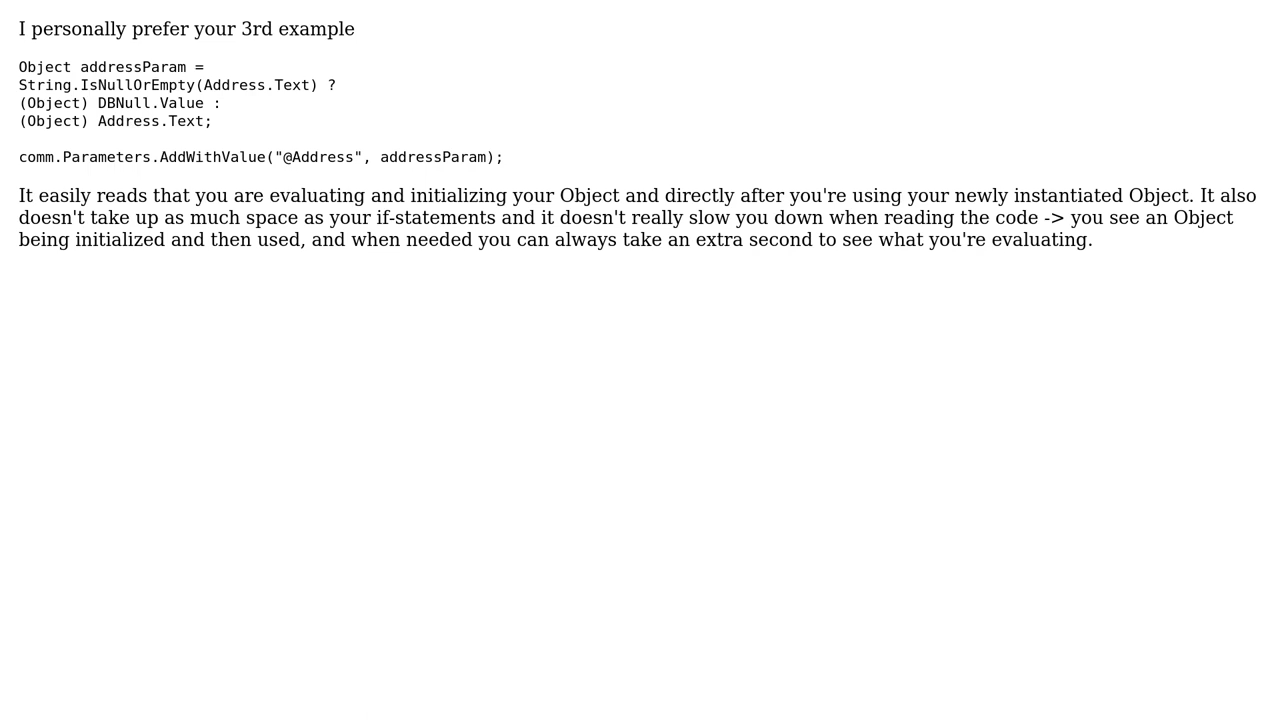 I personally prefer your 3rd example
Object addressParam =
String.IsNullOrEmpty(Address.Text) ?
(Object) DBNull.Value :
(Object) Address.Text;
comm.Parameters.AddWithValue("@Address", addressParam);
It easily reads that you are evaluating and initializing your Object and directly after you're using your newly instantiated Object. It also
doesn't take up as much space as your if-statements and it doesn't really slow you down when reading the code -> you see an Object
being initialized and then used, and when needed you can always take an extra second to see what you're evaluating.